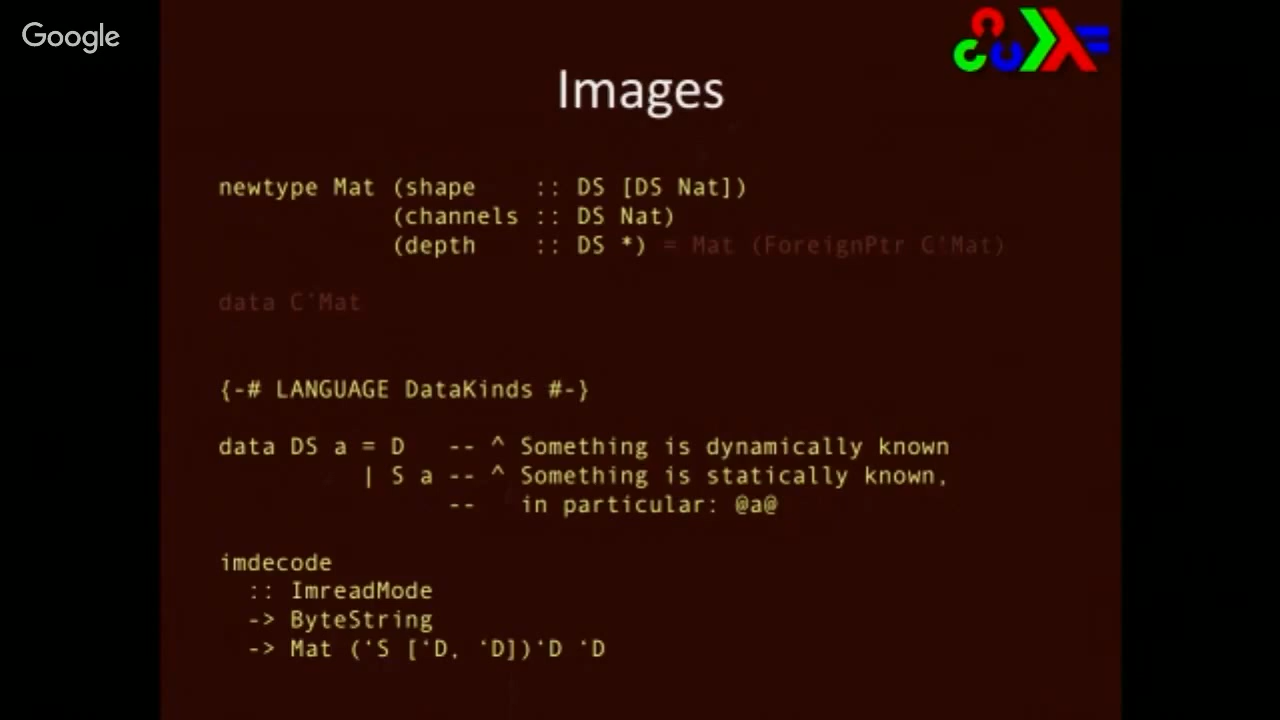 Google
Images
newtype Mat (shape    :: DS [DS Nat])
            (channels :: DS Nat)
            (depth    :: DS *) = Mat (ForeignPtr C'Mat)
data C'Mat
{-# LANGUAGE DataKinds #-}
data DS a = D   -- ^ Something is dynamically known
          | S a -- ^ Something is statically known,
                --   in particular: @a@
imdecode
  :: ImreadMode
  -> ByteString
  -> Mat ('S ['D, 'D])'D 'D